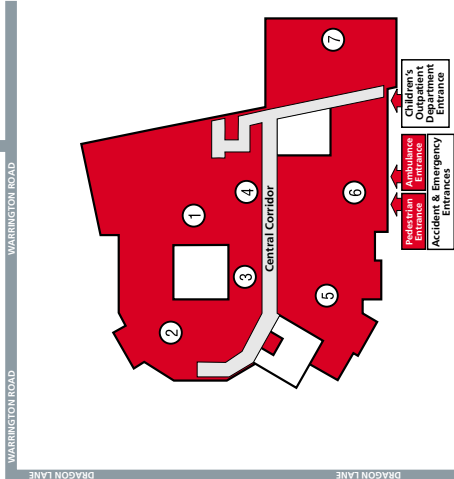 WARRINGTON ROAD
WARRINGTON ROAD
DRAGON LANE
DRAGON LANE
Central Corridor
1
2
3
4
5
6
7
Children's
Outpatient
Department
Entrance
Ambulance
Entrance
Pedestrian
Entrance
Accident & Emergency
Entrances